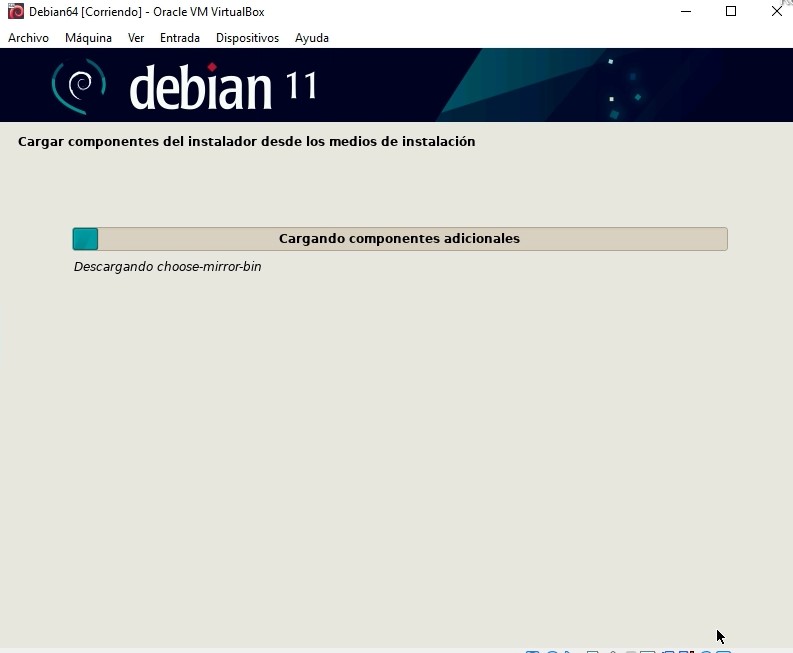 Debian64 [Corriendo] - Oracle VM VirtualBox
Archivo Máquina Ver Entrada Dispositivos Ayuda
debian 11
Cargar componentes del instalador desde los medios de instalación
Cargando componentes adicionales
Descargando choose-mirror-bin